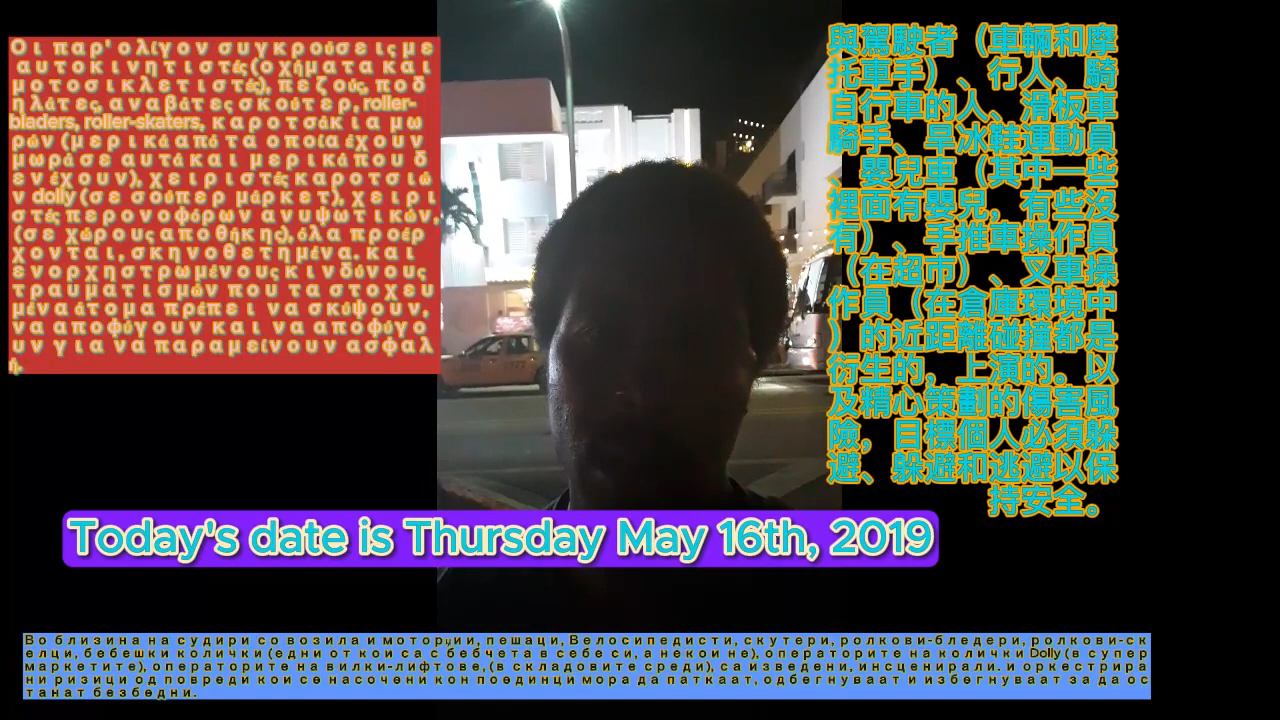 Οι παρ' ολίγον συγκρούσεις με
αυτοκινητιστές (οχήματα και
μοτοσικλετιστές), πεζούς, ποδ
ηλάτες, αναβάτες σκούτερ, roller-
bladers, roller-skaters, καροτσάκια μω
ρών (μερικά από τα οποία έχουν
μωρά σε αυτά και μερικά που δ
εν έχουν), χειριστές καροτσιώ
ν dolly (σε σούπερ μάρκετ), χειρι
στές περονοφόρων ανυψωτικών,
(σε χώρους αποθήκης), όλα προέρ
χονται, σκηνοθετημένα. και
ενορχηστρωμένους κινδύνους
τραυματισμών που τα στοχευ
μένα άτομα πρέπει να σκύψουν,
να αποφύγουν και να αποφύγο
υν για να παραμείνουν ασφαλ
ή.
與駕駛者（車輛和摩
托車手）、行人、騎
自行車的人、滑板車
騎手、旱冰鞋運動員
、嬰兒車（其中一些
裡面有嬰兒，有些沒
有）、手推車操作員
（在超市）、叉車操
作員（在倉庫環境中
）的近距離碰撞都是
衍生的，上演的。以
及精心策劃的傷害風
險，目標個人必須躲
避、躲避和逃避以保
持安全。
Today's date is Thursday May 16th, 2019
Во близина на судири со возила и моторџии, пешаци, Велосипедисти, скутери, ролкови-бледери, ролкови-ск
елци, бебешки колички (едни от кои са с бебчета в себе си, а некои не), операторите на колички Dolly (в супер
маркетите), операторите на вилки-лифтове, (в складовите среди), са изведени, инсценирали. и оркестрира
ни ризици од повреди кои се насочени кон поединци мора да паткаат, одбегнуваат и избегнуваат за да ос
танат безбедни.